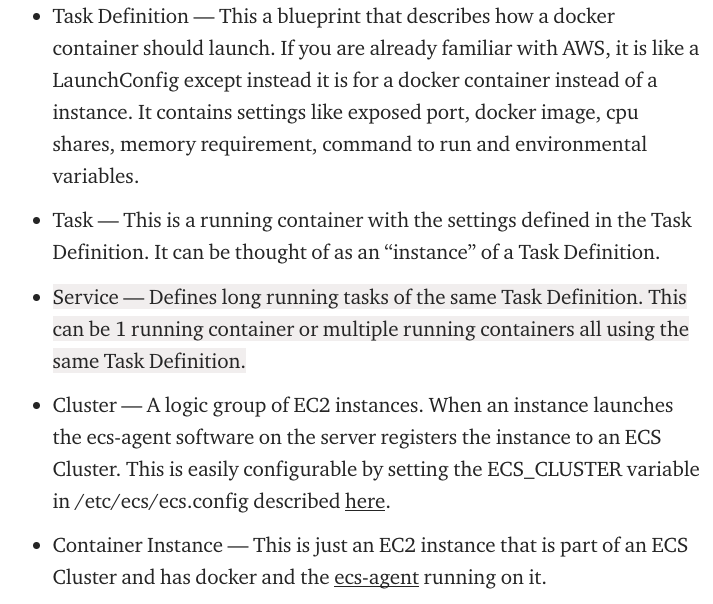 • Task Definition — This a blueprint that describes how a docker
container should launch. If you are already familiar with AWS, it is like a
LaunchConfig except instead it is for a docker container instead of a
instance. It contains settings like exposed port, docker image, cpu
shares, memory requirement, command to run and environmental
variables.
• Task — This is a running container with the settings defined in the Task
Definition. It can be thought of as an “instance” of a Task Definition.
• Service — Defines long running tasks of the same Task Definition. This
can be 1 running container or multiple running containers all using the
same Task Definition.
• Cluster — A logic group of EC2 instances. When an instance launches
the ecs-agent software on the server registers the instance to an ECS
Cluster. This is easily configurable by setting the ECS_CLUSTER variable
in /etc/ecs/ecs.config described here.
• Container Instance — This is just an EC2 instance that is part of an ECS
Cluster and has docker and the ecs-agent running on it.